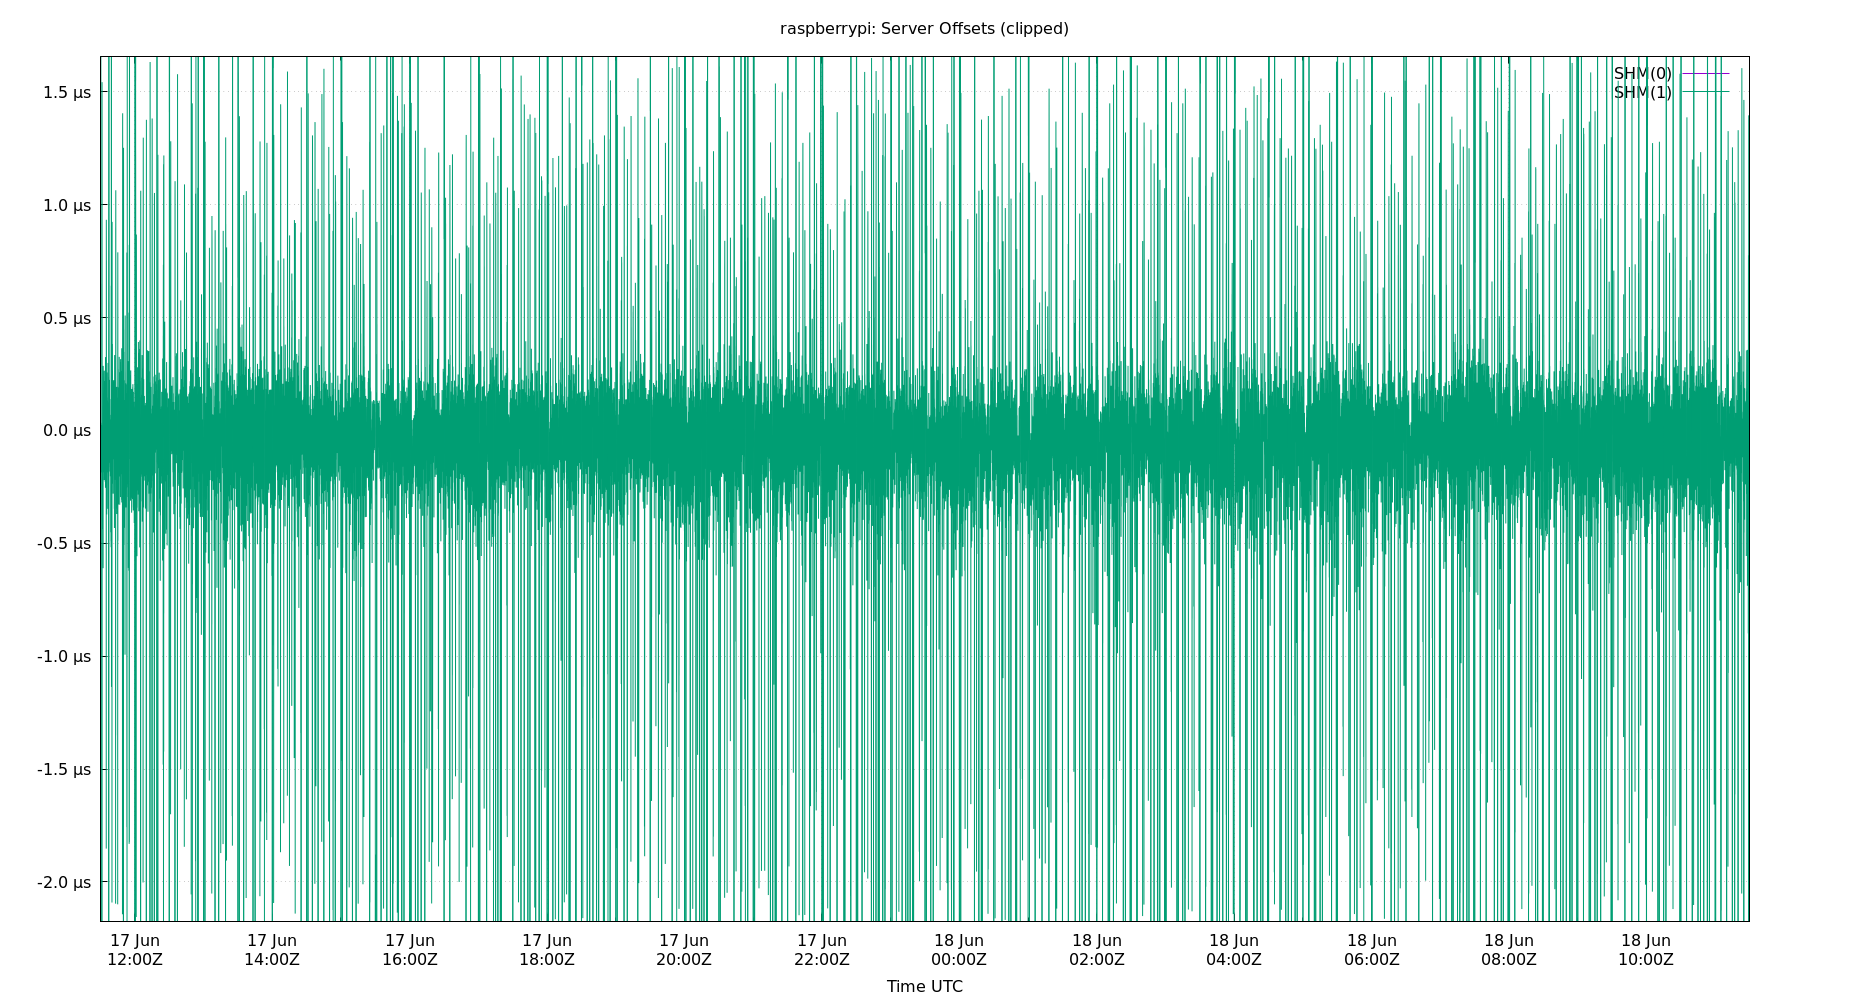 raspberrypi: Server Offsets (clipped)
SHM(0)
SHM(1)
1.5 µs
1.0 µs
0.5 µs
0.0 µs
-0.5 µs
-1.0 µs
-1.5 µs
-2.0 µs
17 Jun 17 Jun 17 Jun 17 Jun 17 Jun 17 Jun 18 Jun 18 Jun 18 Jun 18 Jun 18 Jun 18 Jun
12:00Z 14:00Z 16:00Z 18:00Z 20:00Z 22:00Z 00:00Z 02:00Z 04:00Z 06:00Z 08:00Z 10:00Z
Time UTC